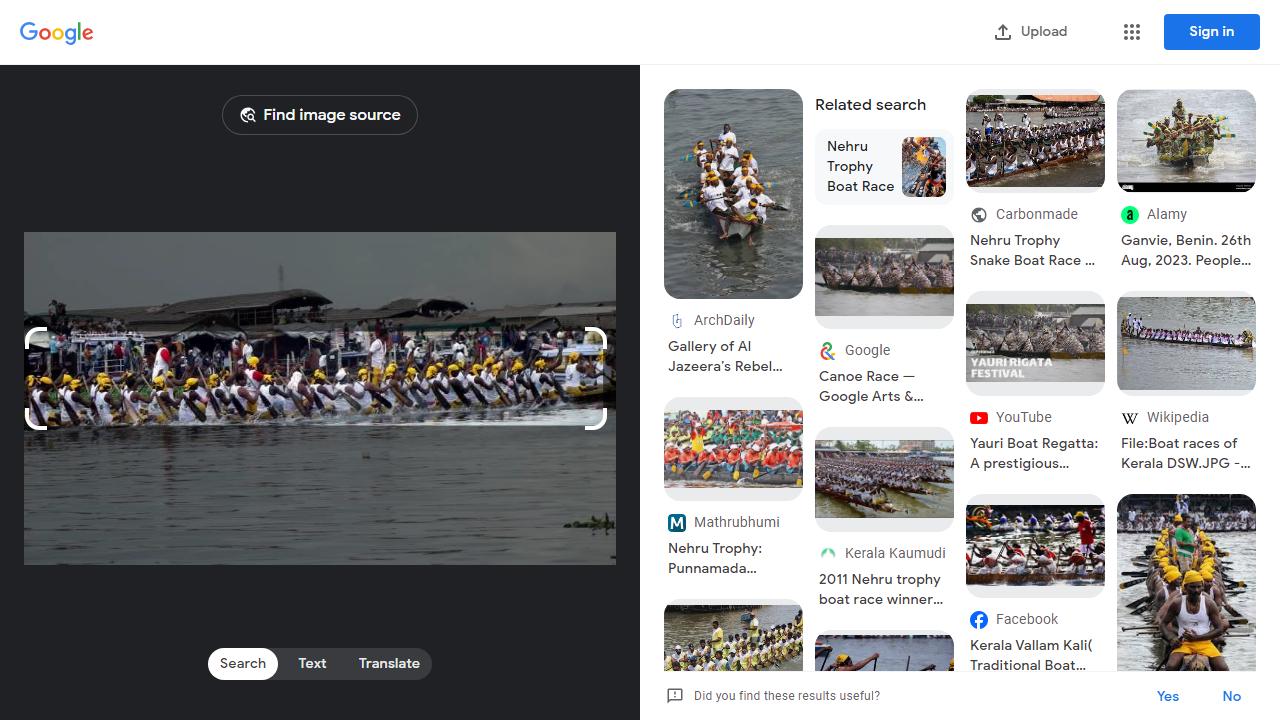 Google
Upload
Sign in
Find image source
Search
Text
Translate
ArchDaily
Gallery of Al
Jazeera's Rebel...
Mathrubhumi
Nehru Trophy:
Punnamada...
Related search
Nehru
Trophy
Boat Race
Google
Canoe Race —
Google Arts &...
Kerala Kaumudi
2011 Nehru trophy
boat race winner...
Carbonmade
Nehru Trophy
Snake Boat Race ...
YAURI RIGATA
FESTIVAL
YouTube
Yauri Boat Regatta:
A prestigious...
Facebook
Kerala Vallam Kali(
Traditional Boat...
Alamy
Ganvie, Benin. 26th
Aug, 2023. People...
Wikipedia
File:Boat races of
Kerala DSW.JPG -...
Did you find these results useful?
Yes
No